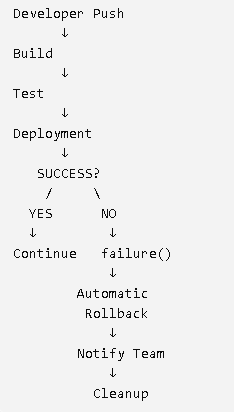 Developer Push
↓
Build
↓
Test
↓
Deployment
↓
SUCCESS?
/ \
YES NO
↓ ↓
Continue failure()
↓
Automatic
Rollback
↓
Notify Team
↓
Cleanup